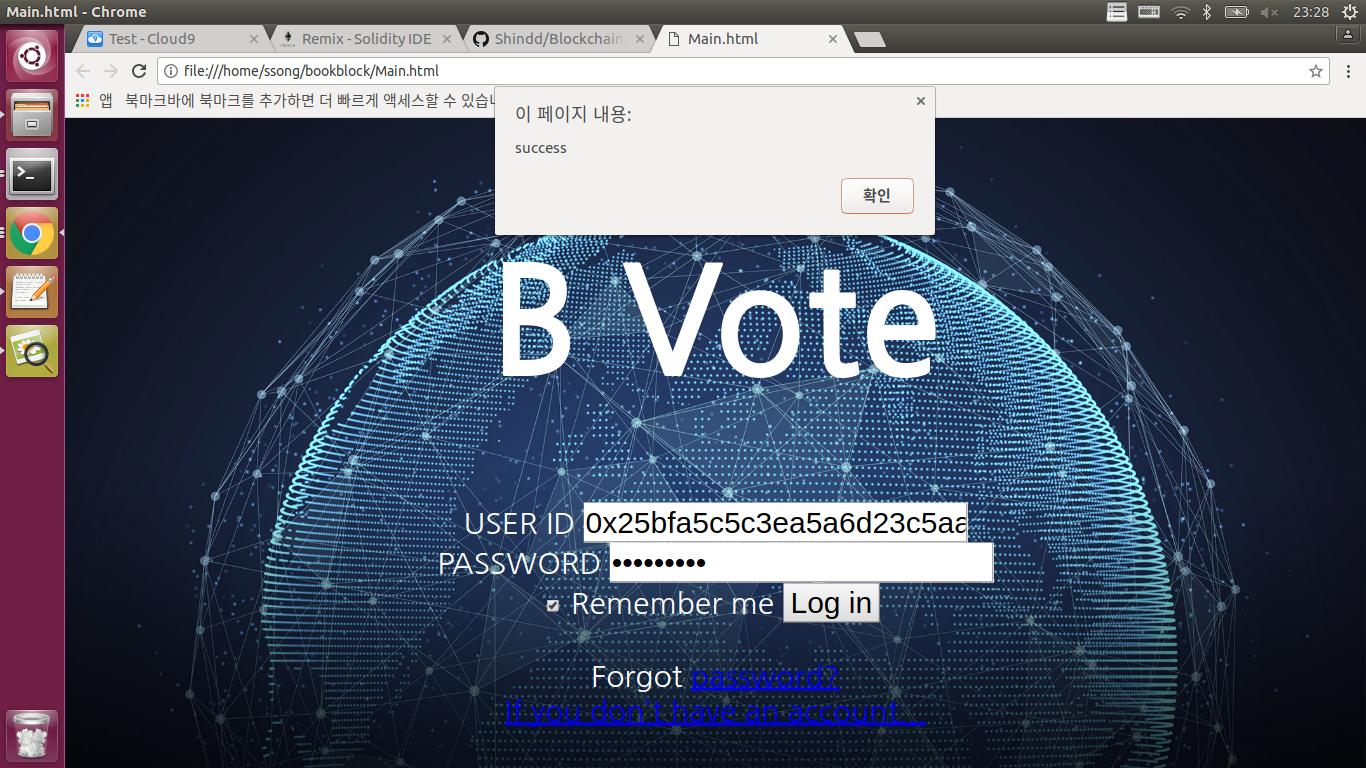 Main.html - Chrome
23:28
Test - Cloud9
Remix - Solidity IDE
Shindd/Blockchain
Main.html
file:///home/ssong/bookblock/Main.html
앱 북마크바에 북마크를 추가하면 더 빠르게 액세스할 수 있습니
이 페이지 내용:
success
확인
B Vote
USER ID 0x25bfa5c5c3ea5a6d23c5aa
PASSWORD •••••••••
Remember me Log in
Forgot password?
if you don't have an account...